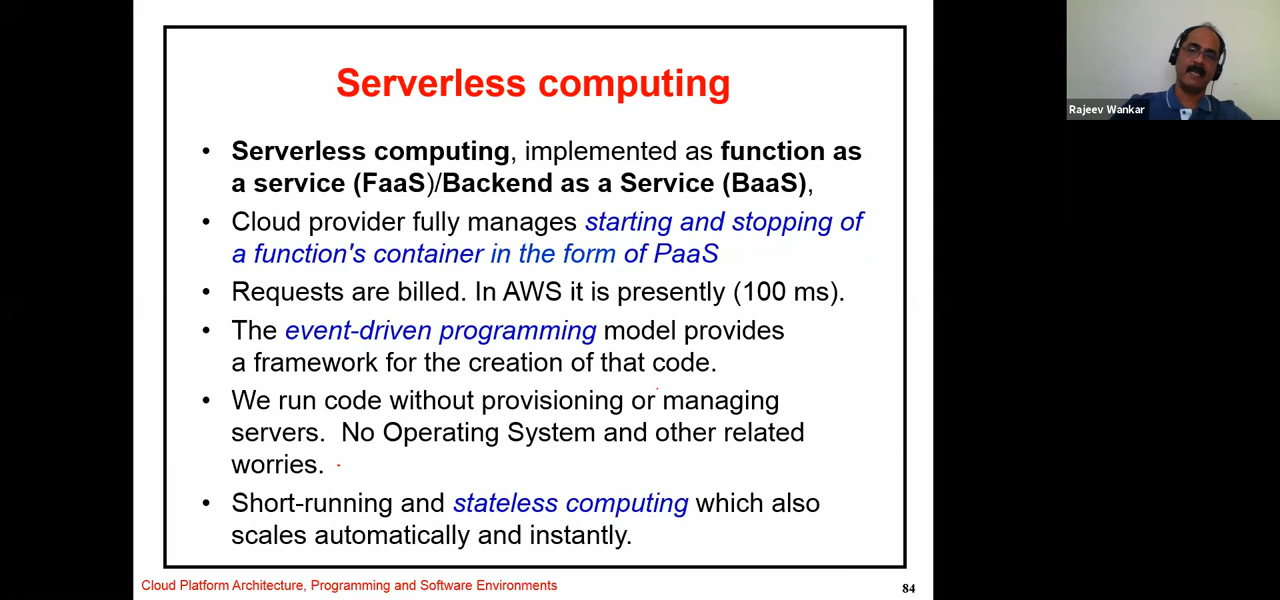 Serverless computing
• Serverless computing, implemented as function as
a service (FaaS)/Backend as a Service (BaaS),
• Cloud provider fully manages starting and stopping of
a function's container in the form of PaaS
• Requests are billed. In AWS it is presently (100 ms).
• The event-driven programming model provides
a framework for the creation of that code.
• We run code without provisioning or managing
servers.  No Operating System and other related
worries.
• Short-running and stateless computing which also
scales automatically and instantly.
Cloud Platform Architecture, Programming and Software Environments
84
Rajeev Wankar